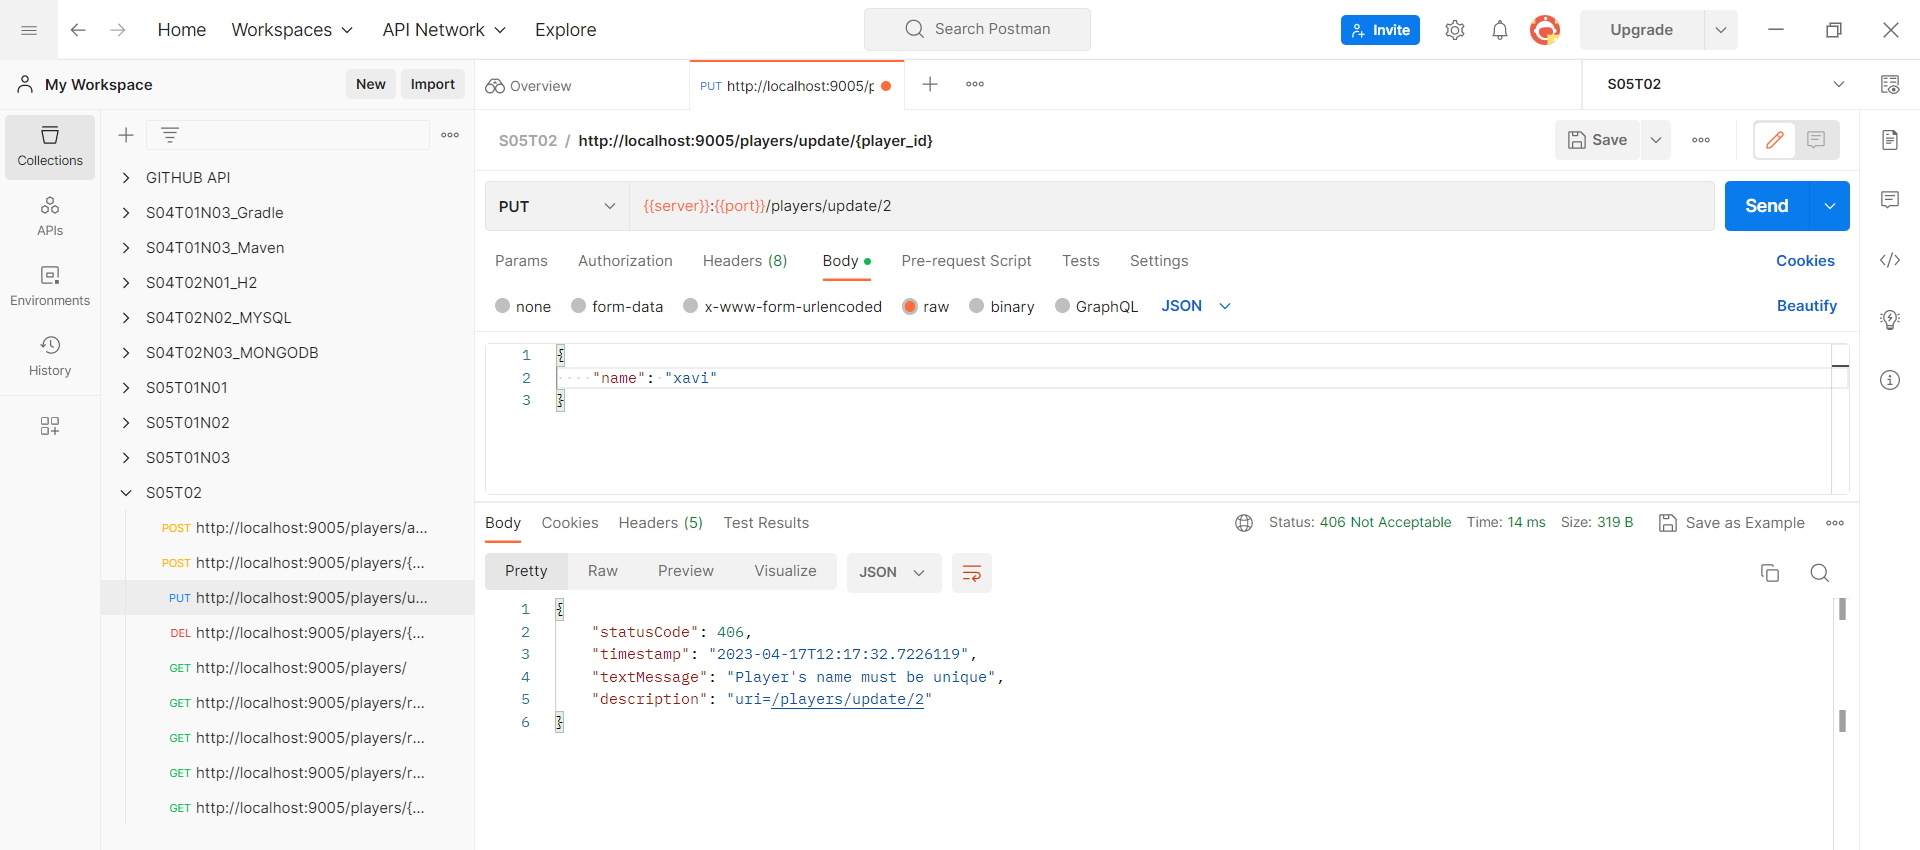 Home Workspaces API Network Explore Search Postman Invite Upgrade
My Workspace New Import Overview PUT http://localhost:9005/p S05T02
Collections
APIs
Environments
History
GITHUB API
S04T01N03_Gradle
S04T01N03_Maven
S04T02N01_H2
S04T02N02_MYSQL
S04T02N03_MONGODB
S05T01N01
S05T01N02
S05T01N03
S05T02
POST http://localhost:9005/players/a...
POST http://localhost:9005/players/{...
PUT http://localhost:9005/players/u...
DEL http://localhost:9005/players/{...
GET http://localhost:9005/players/
GET http://localhost:9005/players/r...
GET http://localhost:9005/players/r...
GET http://localhost:9005/players/r...
GET http://localhost:9005/players/{...
S05T02 / http://localhost:9005/players/update/{player_id} Save
PUT {{server}}:{{port}}/players/update/2 Send
Params Authorization Headers (8) Body Pre-request Script Tests Settings Cookies
none form-data x-www-form-urlencoded raw binary GraphQL JSON Beautify
1 {
2 "name": "xavi"
3 }
Body Cookies Headers (5) Test Results Status: 406 Not Acceptable Time: 14 ms Size: 319 B Save as Example
Pretty Raw Preview Visualize JSON
1 {
2 "statusCode": 406,
3 "timestamp": "2023-04-17T12:17:32.7226119",
4 "textMessage": "Player's name must be unique",
5 "description": "uri=/players/update/2"
6 }